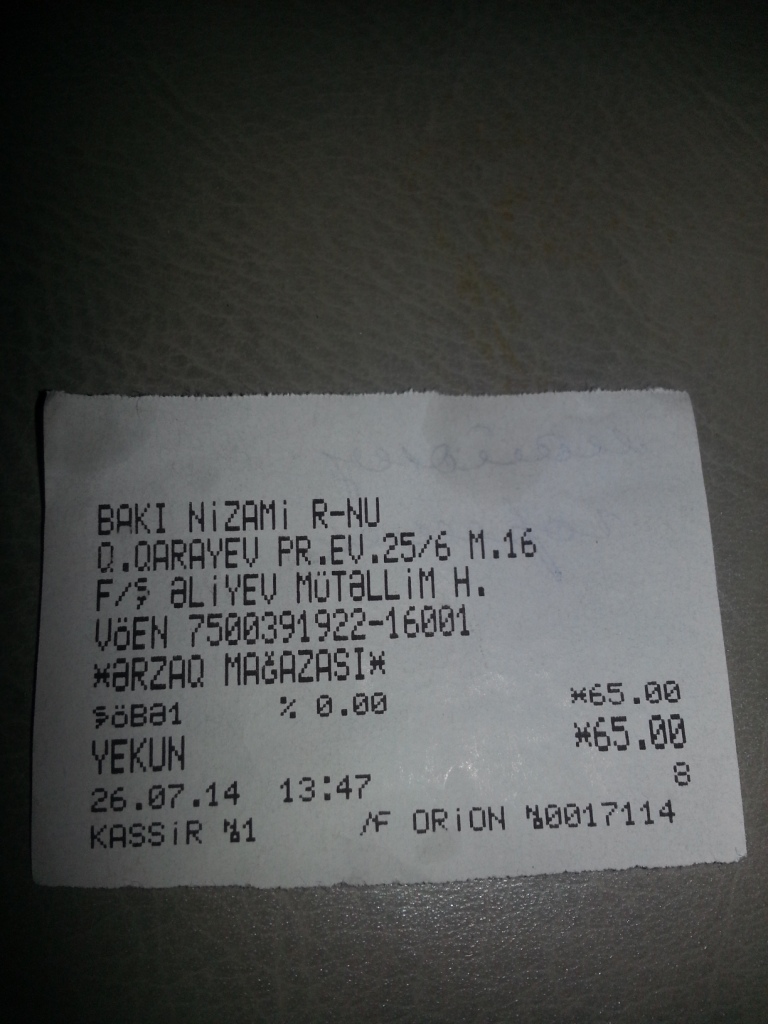 BAKI NiZAMi R-NU
Q.QARAYEV PR.EV.25/6 M.16
F/Ş ƏLiYEV MÜTƏLLiM H.
VÖEN 7500391922-16001
*ƏRZAQ MAĞAZASI*
ŞÖBƏ1 % 0.00 *65.00
YEKUN *65.00
26.07.14 13:47 8
KASSiR №1 /F ORiON №0017114